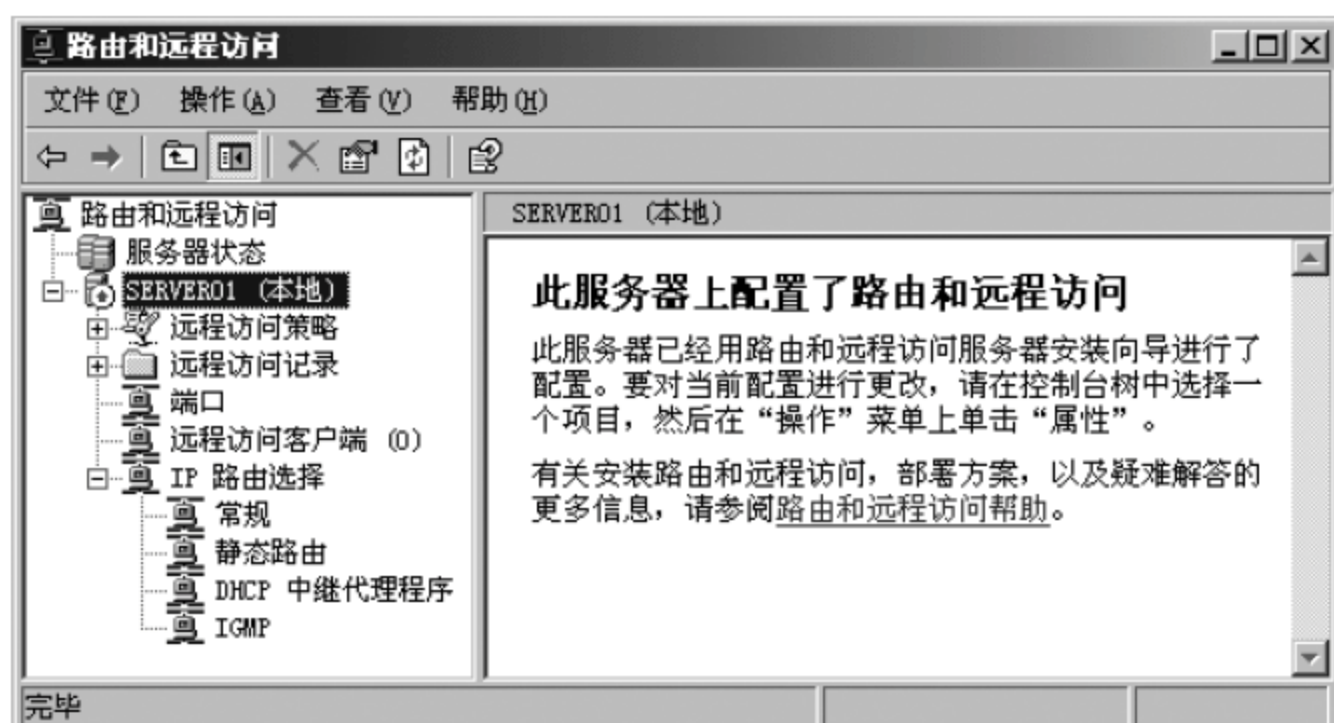 路由和远程访问
文件(F) 操作(A) 查看(V) 帮助(H)
路由和远程访问
服务器状态
SERVER01 (本地)
远程访问策略
远程访问记录
端口
远程访问客户端 (0)
IP 路由选择
常规
静态路由
DHCP 中继代理程序
IGMP
SERVER01 (本地)
此服务器上配置了路由和远程访问
此服务器已经用路由和远程访问服务器安装向导进行了
配置。要对当前配置进行更改，请在控制台树中选择一
个项目，然后在“操作”菜单上单击“属性”。
有关安装路由和远程访问，部署方案，以及疑难解答的
更多信息，请参阅路由和远程访问帮助。
完毕